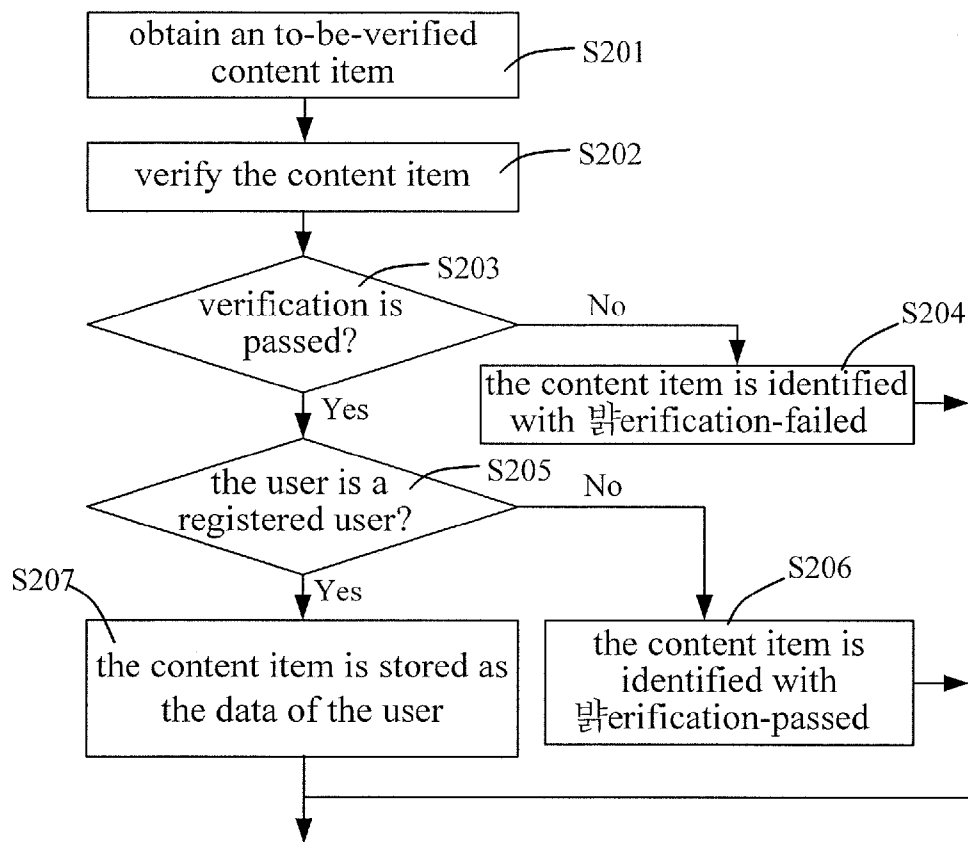 obtain an to-be-verified
content item
S201
verify the content item
S202
S203
verification is
passed?
No
S204
the content item is identified
with 밝erification-failed
Yes
the user is a
registered user?
S205
No
S207
Yes
S206
the content item is stored as
the data of the user
the content item is
identified with
밝erification-passed